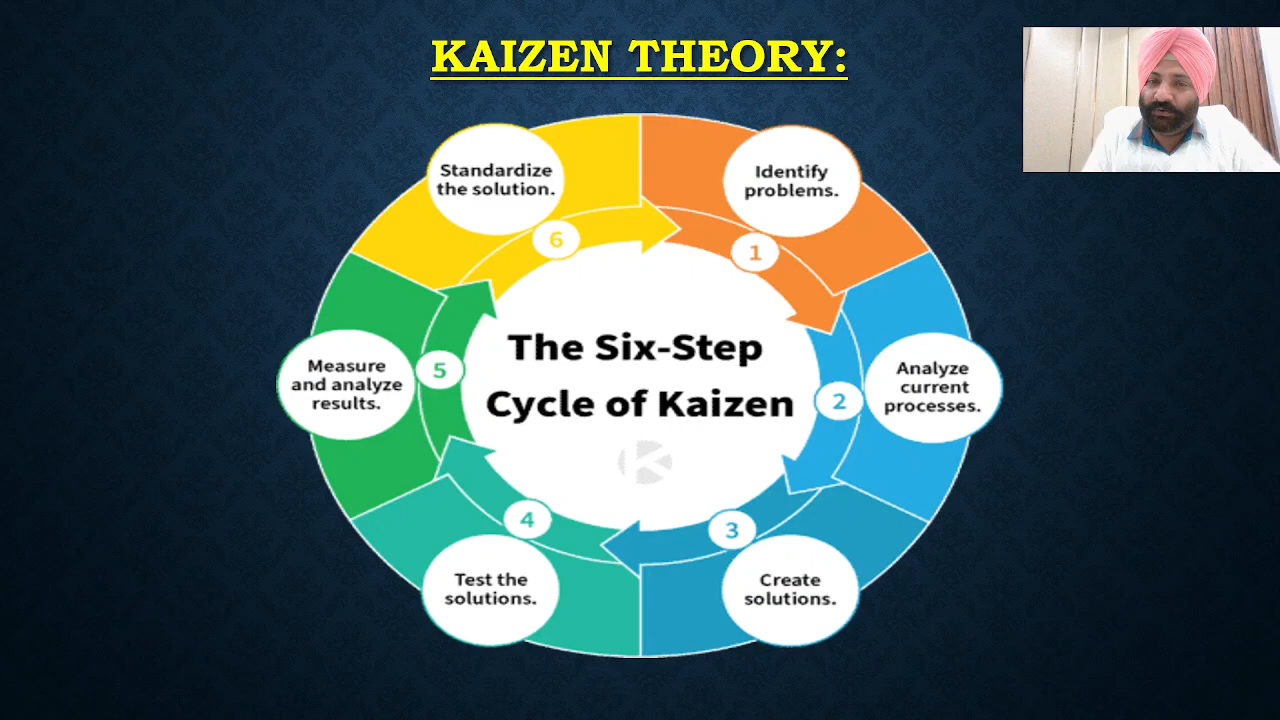 KAIZEN THEORY:
Identify
problems.
1
Analyze
current
processes.
2
Create
solutions.
3
Test the
solutions.
4
Measure
and analyze
results.
5
Standardize
the solution.
6
The Six-Step
Cycle of Kaizen
K